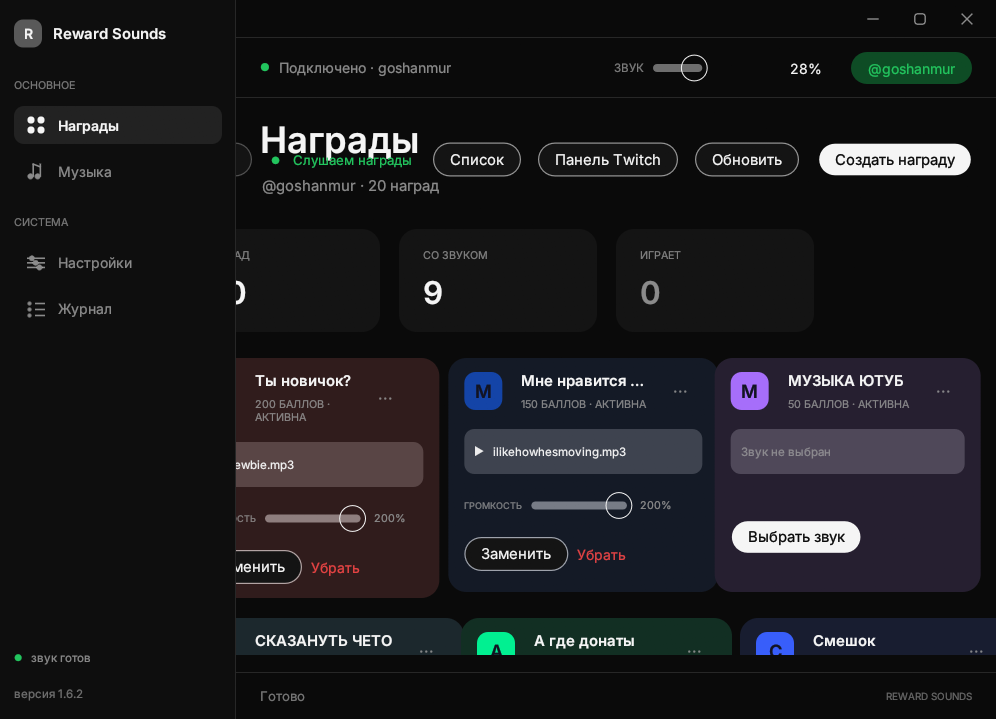 R Reward Sounds
ОСНОВНОЕ
Награды
Музыка
СИСТЕМА
Настройки
Журнал
звук готов
версия 1.6.2
Подключено · goshanmur
ЗВУК
28%
@goshanmur
Награды
Слушаем награды
Список
Панель Twitch
Обновить
Создать награду
@goshanmur · 20 наград
СО ЗВУКОМ
9
ИГРАЕТ
0
Ты новичок?
200 БАЛЛОВ ·
АКТИВНА
ewbie.mp3
200%
Убрать
M
Мне нравится ...
150 БАЛЛОВ · АКТИВНА
ilikehowhesmoving.mp3
ГРОМКОСТЬ
200%
Заменить
Убрать
М
МУЗЫКА ЮТУБ
50 БАЛЛОВ · АКТИВНА
Звук не выбран
Выбрать звук
СКАЗАНУТЬ ЧЕТО
А
А где донаты
С
Смешок
Готово
REWARD SOUNDS